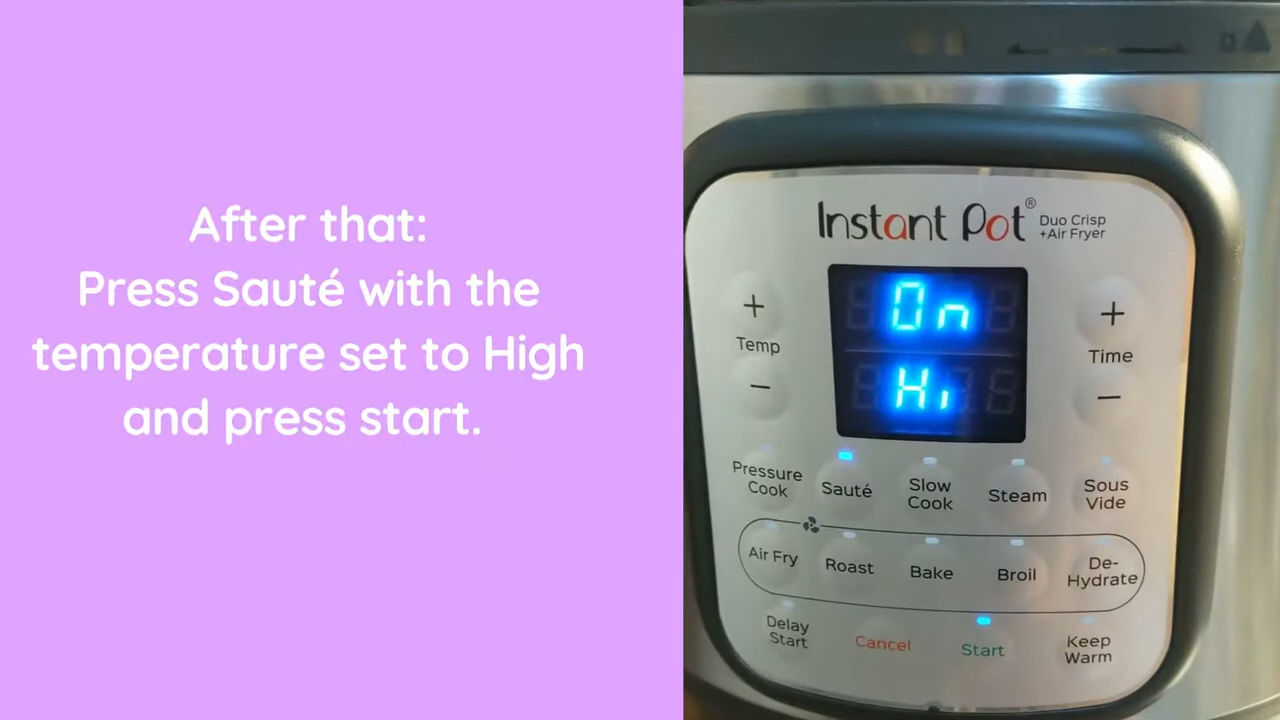 After that:
Press Sauté with the
temperature set to High
and press start.
Instant Pot®
Duo Crisp
+Air Fryer
On
Hi
+
Temp
−
+
Time
−
Pressure
Cook
Sauté
Slow
Cook
Steam
Sous
Vide
Air Fry
Roast
Bake
Broil
De-
Hydrate
Delay
Start
Cancel
Start
Keep
Warm